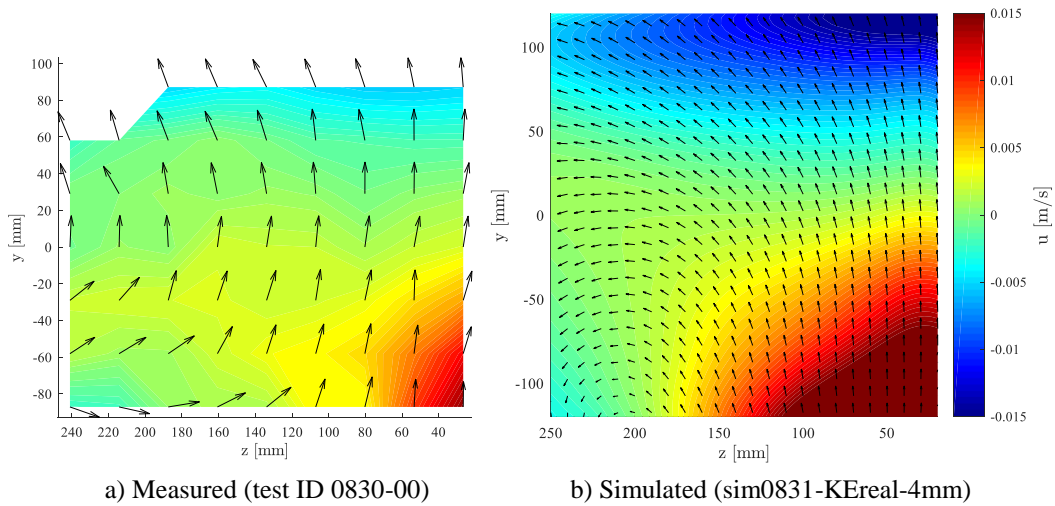 100
80
60
40
20
0
-20
-40
-60
-80
y [mm]
240 220 200 180 160 140 120 100 80 60 40
z [mm]
100
50
0
-50
-100
y [mm]
250 200 150 100 50
z [mm]
0.015
0.01
0.005
0
-0.005
-0.01
-0.015
u [m/s]
a) Measured (test ID 0830-00)
b) Simulated (sim0831-KEreal-4mm)